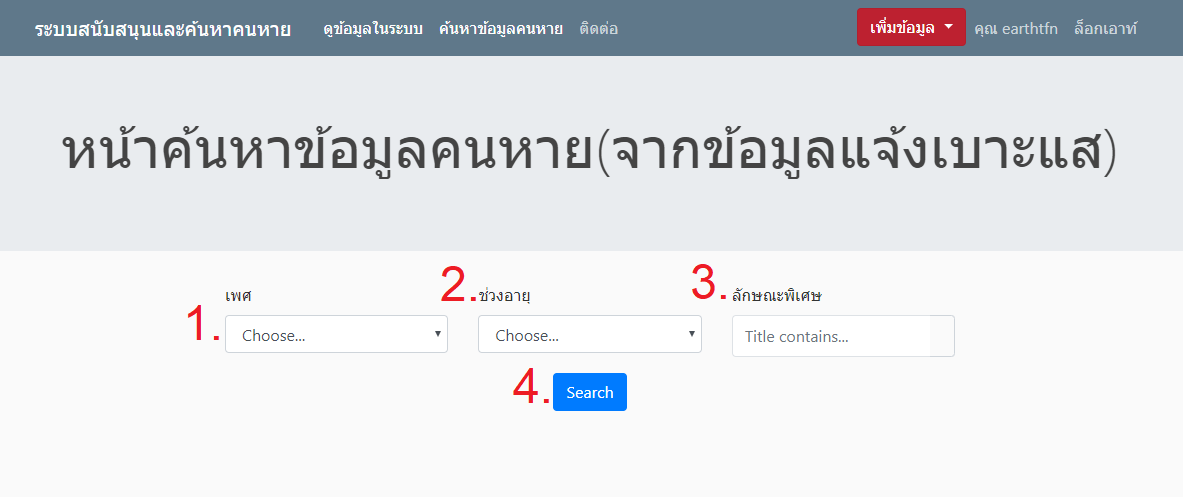 ระบบสนับสนุนและค้นหาคนหาย ดูข้อมูลในระบบ ค้นหาข้อมูลคนหาย ติดต่อ เพิ่มข้อมูล คุณ earthtfn ล็อกเอาท์
หน้าค้นหาข้อมูลคนหาย(จากข้อมูลแจ้งเบาะแส)
1. เพศ 2. ช่วงอายุ 3. ลักษณะพิเศษ
Choose... Choose... Title contains...
4. Search